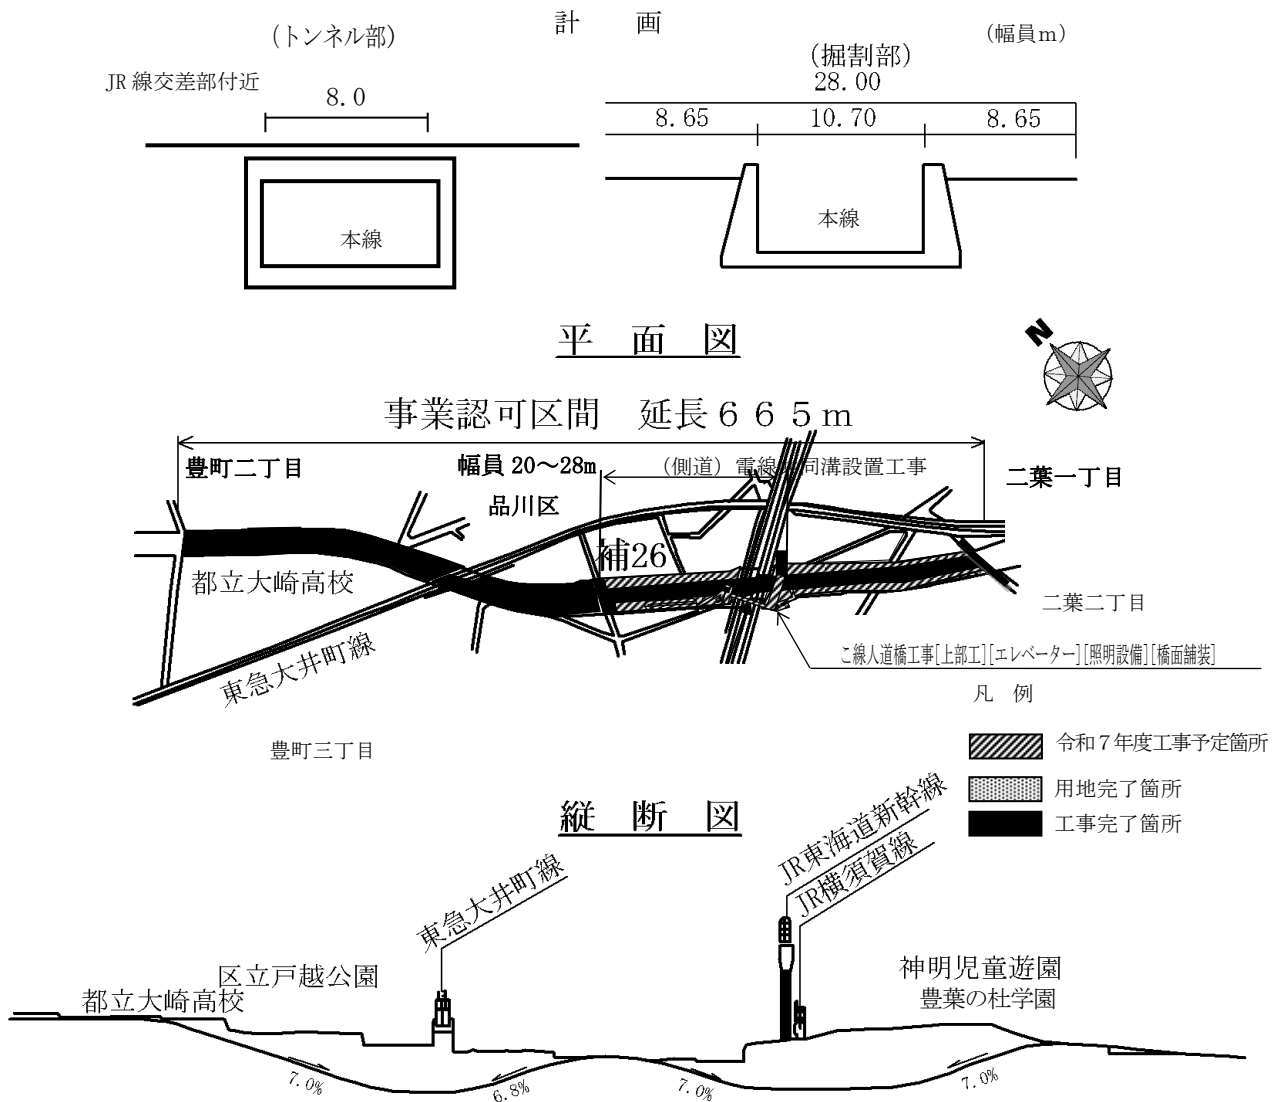 計　画
(トンネル部)
(幅員ｍ)
(掘割部)
JR 線交差部付近
28.00
8.0
8.65
10.70
8.65
本線
本線
平　面　図
N
事業認可区間　延長６６５ｍ
豊町二丁目
幅員 20～28m
(側道) 電線共同溝設置工事
二葉一丁目
品川区
補26
都立大崎高校
二葉二丁目
東急大井町線
こ線人道橋工事[上部工][エレベーター][照明設備][橋面舗装]
凡　例
豊町三丁目
令和７年度工事予定箇所
用地完了箇所
工事完了箇所
縦　断　図
JR東海道新幹線
JR横須賀線
東急大井町線
区立戸越公園
都立大崎高校
神明児童遊園
豊葉の杜学園
7.0%
6.8%
7.0%
7.0%